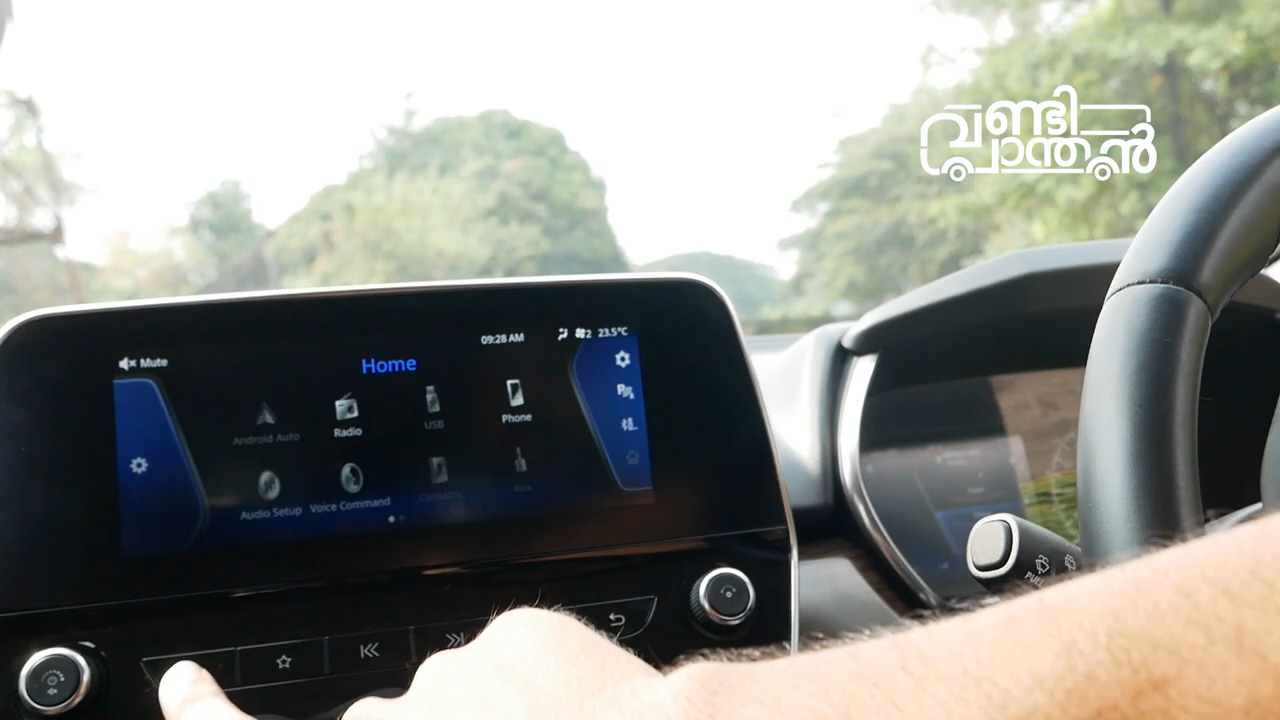 വണ്ടി
ഭ്രാന്തൻ
09:28 AM
2 23.5°C
Mute
Home
Android Auto
Radio
USB
Phone
Audio Setup
Voice Command
Aux
PULL